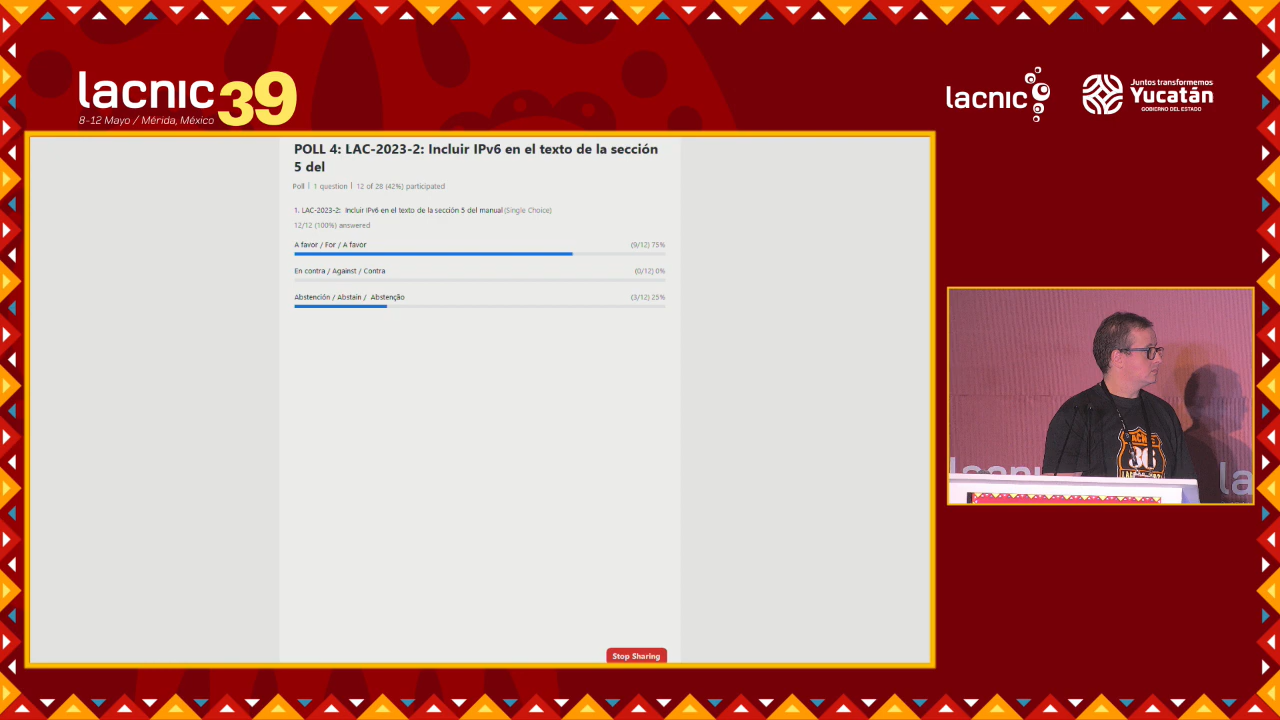 lacnic 39
8-12 Mayo / Mérida, México
lacnic
Juntos transformemos
Yucatán
GOBIERNO DEL ESTADO
POLL 4: LAC-2023-2: Incluir IPv6 en el texto de la sección
5 del
Poll | 1 question | 12 of 28 (42%) participated
1. LAC-2023-2: Incluir IPv6 en el texto de la sección 5 del manual (Single Choice)
12/12 (100%) answered
A favor / For / A favor (9/12) 75%
En contra / Against / Contra (0/12) 0%
Abstención / Abstain / Abstenção (3/12) 25%
Stop Sharing